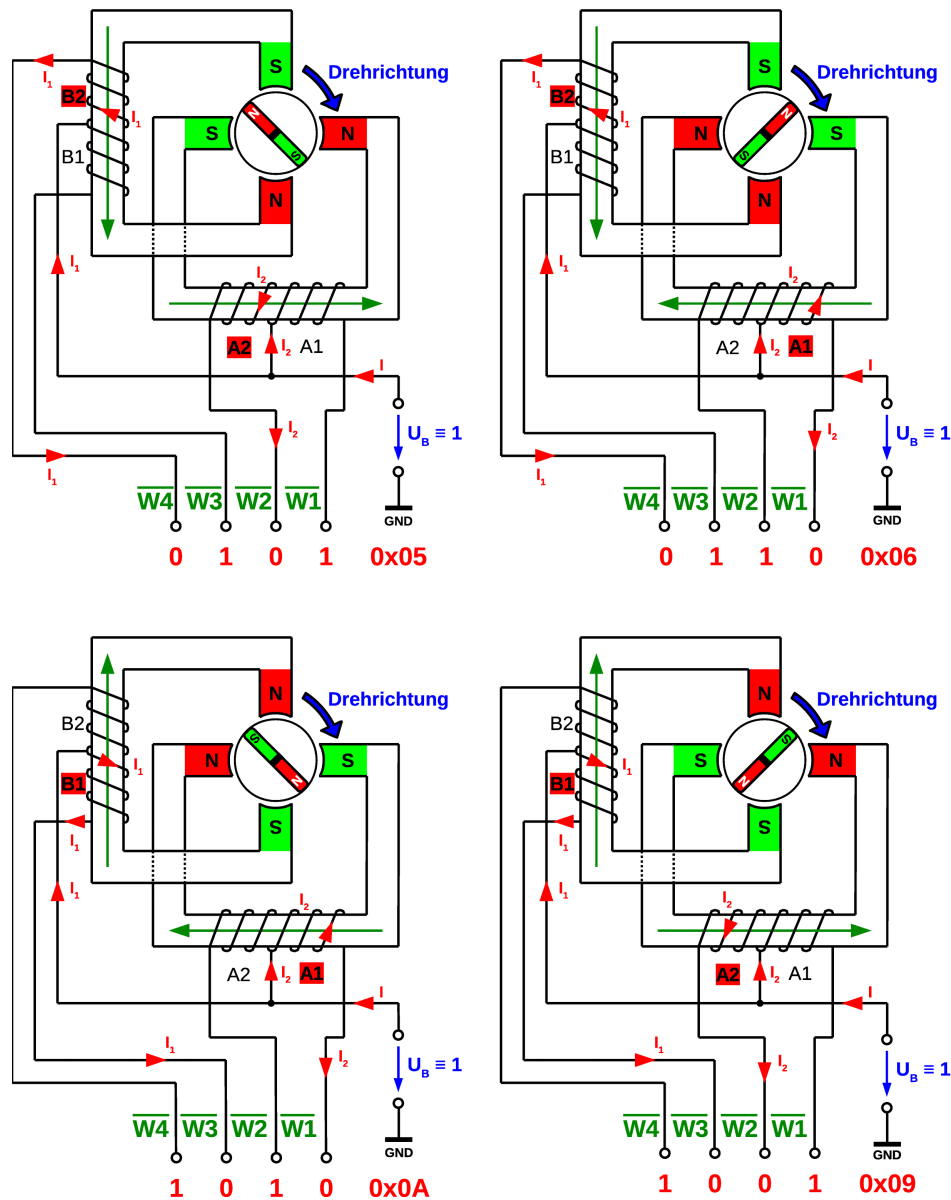 S
Drehrichtung
I1
B2
I1
N
S
S
N
B1
N
I1
I2
A2
I2
A1
I
I2
UB ≡ 1
I1
W4 W3 W2 W1
GND
0 1 0 1 0x05
S
Drehrichtung
I1
B2
I1
N
N
S
S
B1
N
I1
I2
A2
I2
A1
I
I2
UB ≡ 1
I1
W4 W3 W2 W1
GND
0 1 1 0 0x06
N
Drehrichtung
B2
S
N
S
I1
N
B1
S
I1
I1
I2
A2
I2
A1
I
I1
I2
UB ≡ 1
W4 W3 W2 W1
GND
1 0 1 0 0x0A
N
Drehrichtung
B2
S
S
N
I1
N
B1
S
I1
I1
I2
A2
I2
A1
I
I1
I2
UB ≡ 1
W4 W3 W2 W1
GND
1 0 0 1 0x09